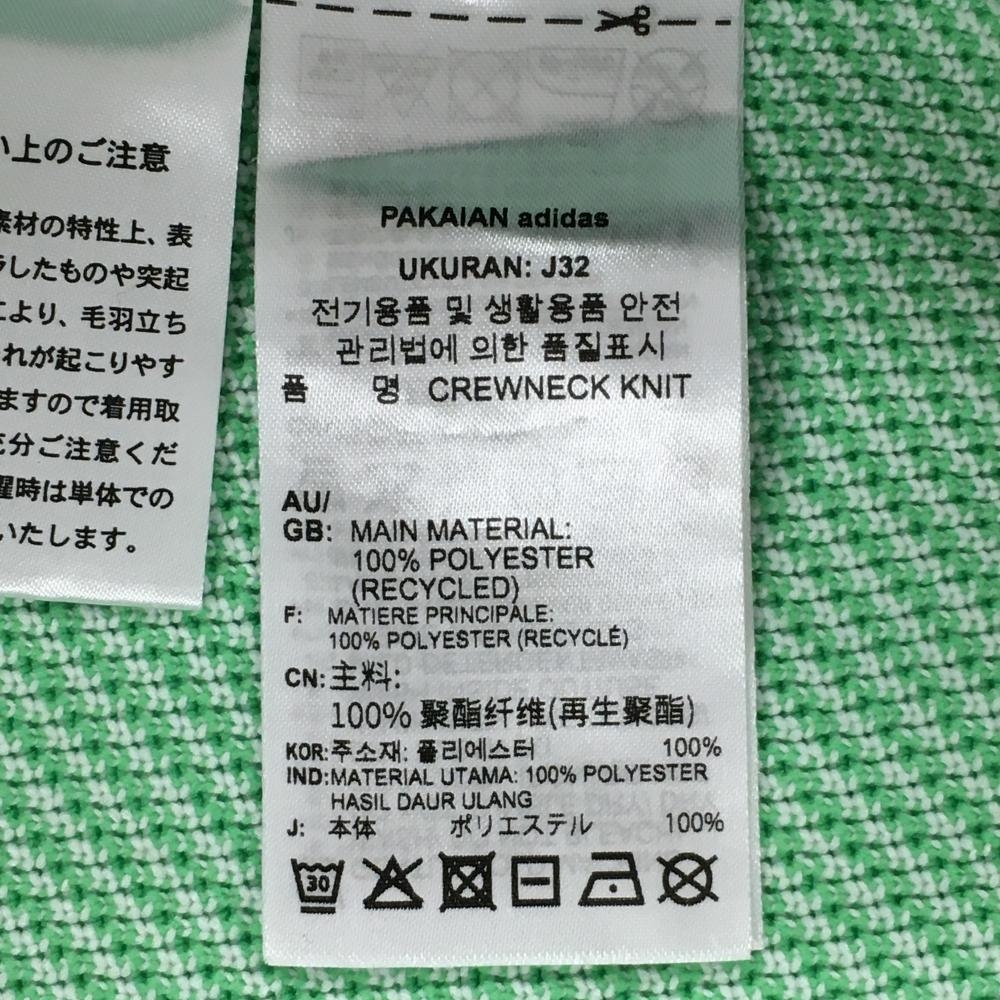 い上のご注意
素材の特性上、表
ラしたものや突起
により、毛羽立ち
れが起こりやす
ますので着用取
充分ご注意くだ
濯時は単体での
いたします。
PAKAIAN adidas
UKURAN: J32
전기용품 및 생활용품 안전
관리법에 의한 품질표시
품 명 CREWNECK KNIT
AU/
GB: MAIN MATERIAL:
100% POLYESTER
(RECYCLED)
F: MATIERE PRINCIPALE:
100% POLYESTER (RECYCLÉ)
CN: 主料:
100% 聚酯纤维(再生聚酯)
KOR: 주소재: 폴리에스터 100%
IND: MATERIAL UTAMA: 100% POLYESTER
HASIL DAUR ULANG
J: 本体 ポリエステル 100%
30